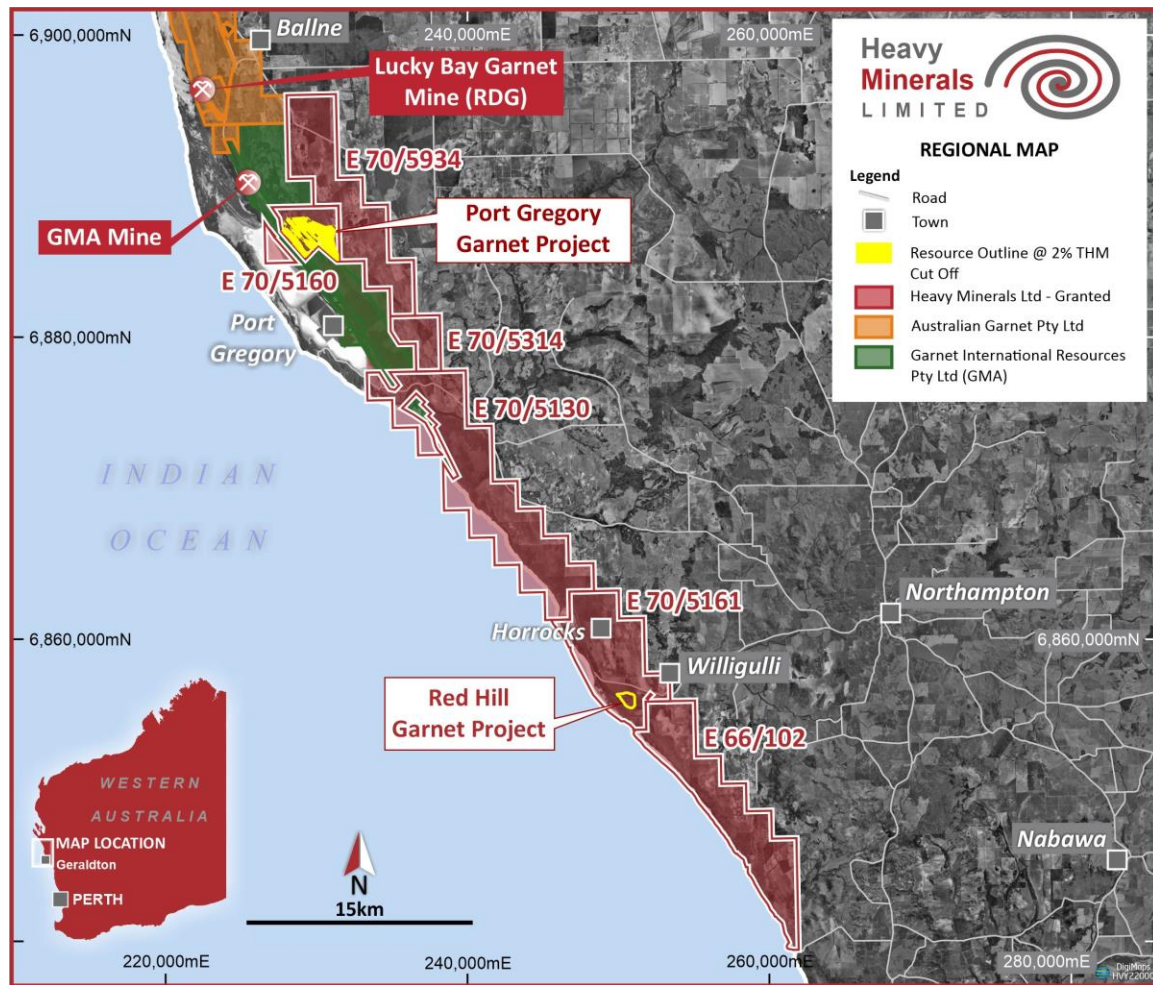 6,900,000mN
Ballne
240,000mE
260,000mE
Heavy
Minerals
LIMITED
Lucky Bay Garnet
Mine (RDG)
REGIONAL MAP
Legend
Road
Town
Resource Outline @ 2% THM
Cut Off
Heavy Minerals Ltd - Granted
Australian Garnet Pty Ltd
Garnet International Resources
Pty Ltd (GMA)
E 70/5934
GMA Mine
Port Gregory
Garnet Project
E 70/5160
6,880,000mN
Port
Gregory
E 70/5314
E 70/5130
INDIAN
OCEAN
E 70/5161
Northampton
Horrocks
6,860,000mN
6,860,000mN
Willigulli
Red Hill
Garnet Project
E 66/102
WESTERN
AUSTRALIA
MAP LOCATION
Geraldton
PERTH
N
15km
Nabawa
220,000mE
240,000mE
260,000mE
280,000mE
DigiMaps
HVY22000